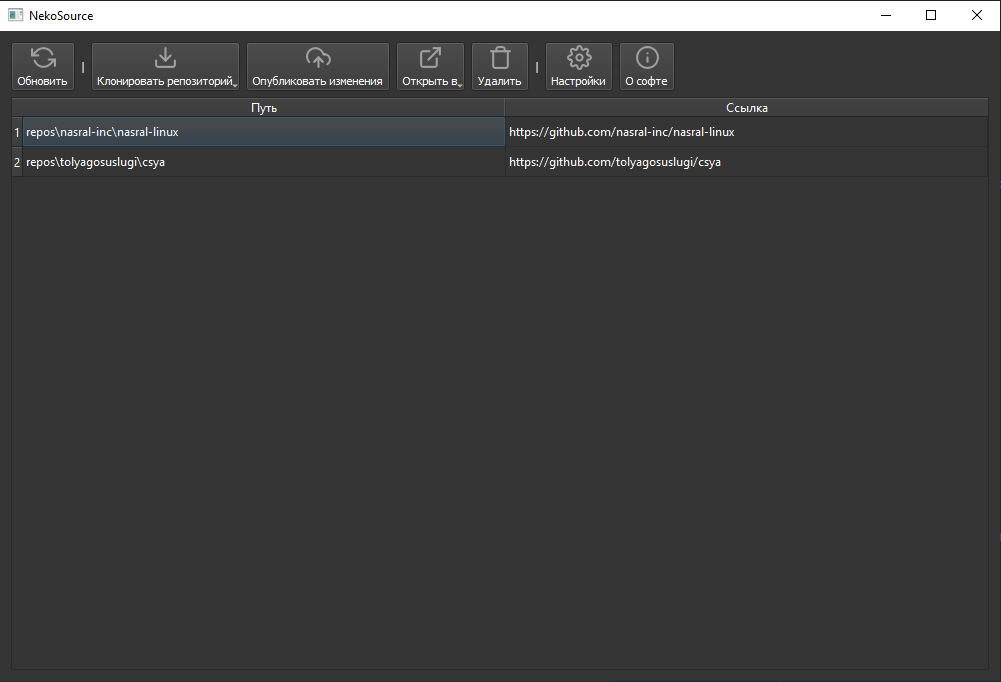 NekoSource
Обновить
Клонировать репозиторий
Опубликовать изменения
Открыть в
Удалить
Настройки
О софте
Путь Ссылка
1 repos\nasral-inc\nasral-linux https://github.com/nasral-inc/nasral-linux
2 repos\tolyagosuslugi\csya https://github.com/tolyagosuslugi/csya